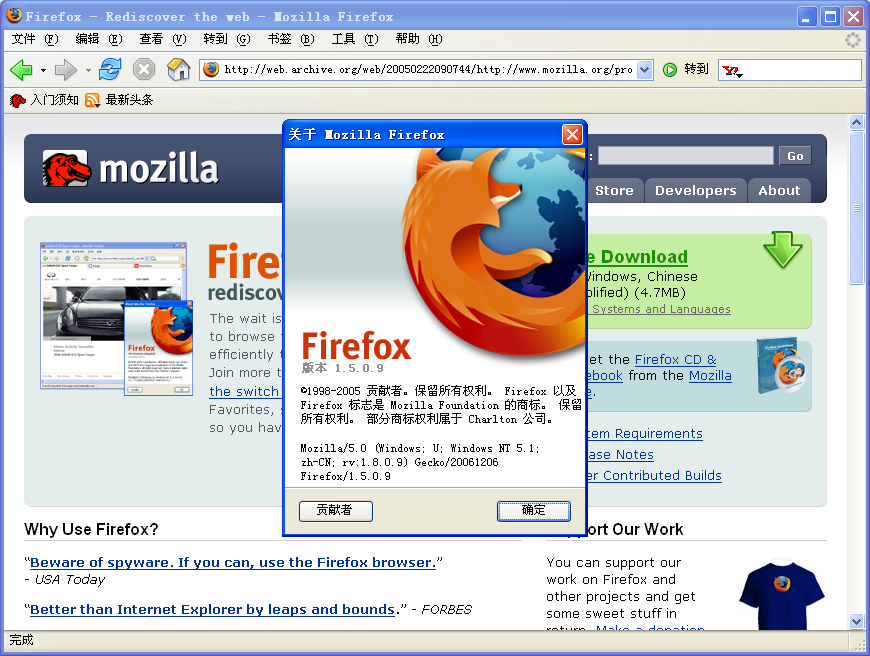 Firefox - Rediscover the web - Mozilla Firefox
文件 (F) 编辑 (E) 查看 (V) 转到 (G) 书签 (B) 工具 (T) 帮助 (H)
http://web.archive.org/web/20050222090744/http://www.mozilla.org/pro 转到
入门须知 最新头条
mozilla
: Go
Store Developers About
关于 Mozilla Firefox
Firefox
版本 1.5.0.9
©1998-2005 贡献者。保留所有权利。 Firefox 以及
Firefox 标志是 Mozilla Foundation 的商标。 保留
所有权利。 部分商标权利属于 Charlton 公司。
Mozilla/5.0 (Windows; U; Windows NT 5.1;
zh-CN; rv:1.8.0.9) Gecko/20061206
Firefox/1.5.0.9
贡献者 确定
Fire
rediscov
The wait is
to browse
efficiently
Join more t
the switch
Favorites, s
so you hav
e Download
Windows, Chinese
plified) (4.7MB)
Systems and Languages
et the Firefox CD &
ebook from the Mozilla
e.
tem Requirements
ase Notes
er Contributed Builds
Why Use Firefox?
“Beware of spyware. If you can, use the Firefox browser.”
- USA Today
“Better than Internet Explorer by leaps and bounds.” - FORBES
port Our Work
You can support our
work on Firefox and
other projects and get
some sweet stuff in
return. Make a donation
完成